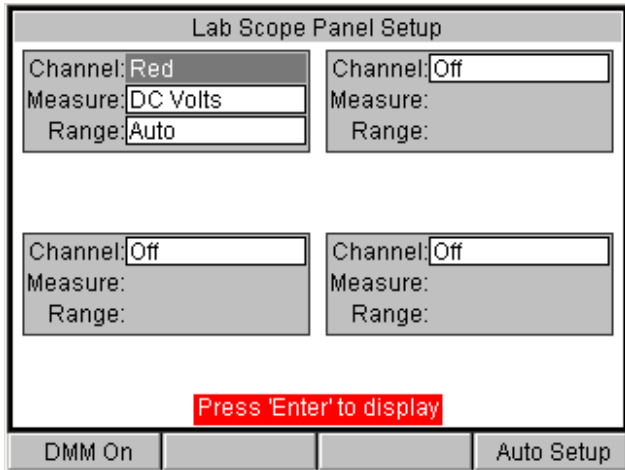 Lab Scope Panel Setup
Channel: Red Channel: Off
Measure: DC Volts Measure:
Range: Auto Range:
Channel: Off Channel: Off
Measure: Measure:
Range: Range:
Press 'Enter' to display
DMM On Auto Setup